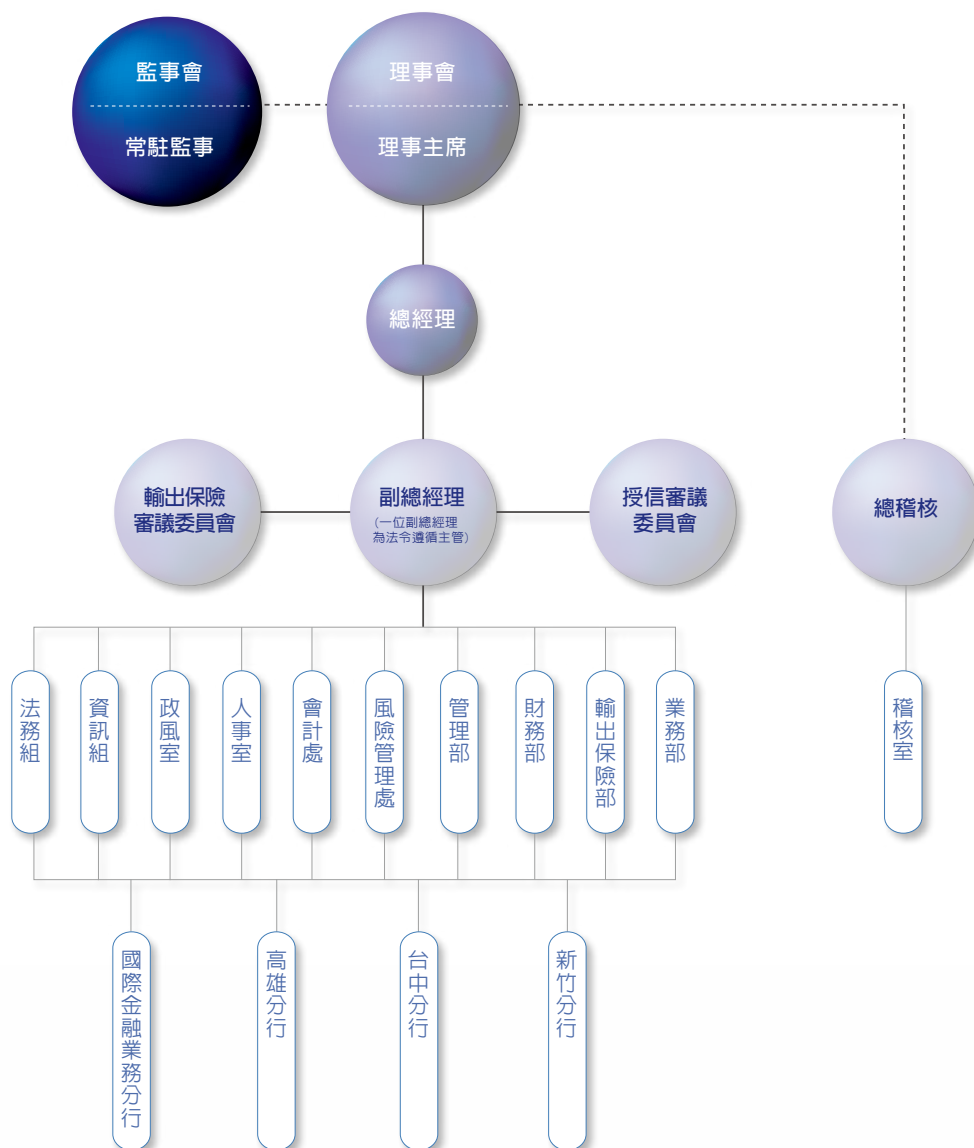 監事會
常駐監事
理事會
理事主席
總經理
輸出保險
審議委員會
副總經理
(一位副總經理
為法令遵循主管)
授信審議
委員會
總稽核
法務組
資訊組
政風室
人事室
會計處
風險管理處
管理部
財務部
輸出保險部
業務部
稽核室
國際金融業務分行
高雄分行
台中分行
新竹分行